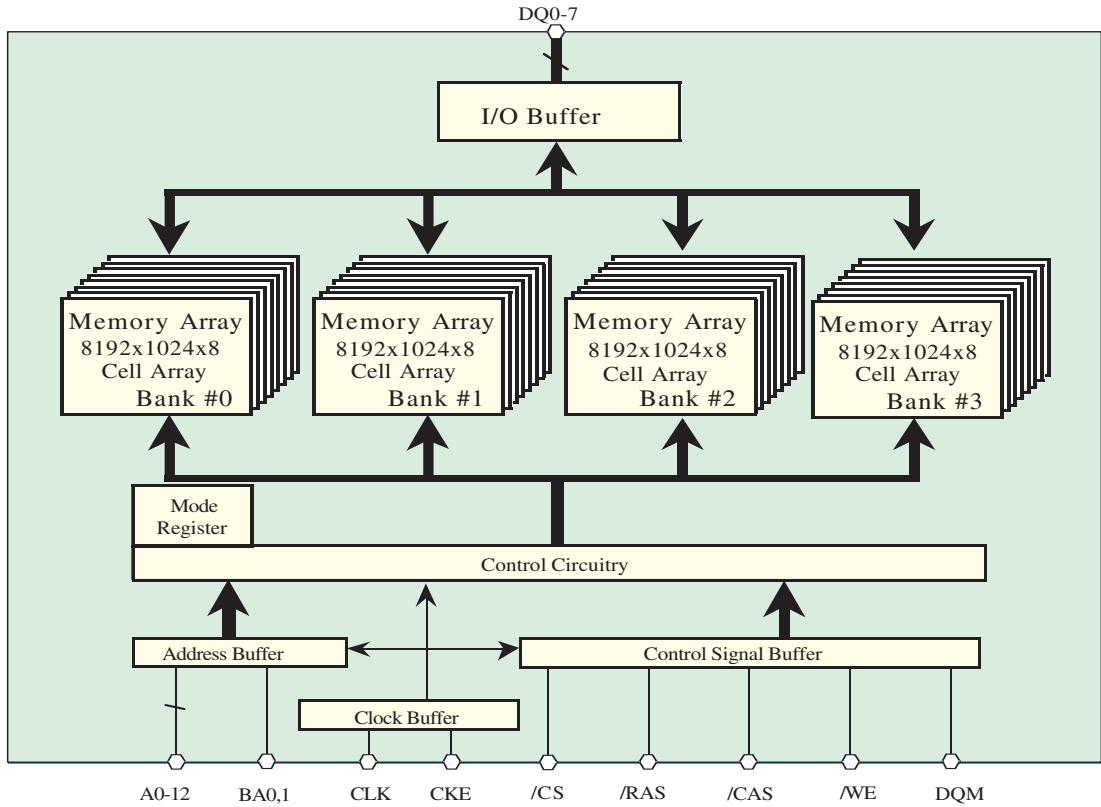 DQ0-7
I/O Buffer
Memory Array
8192x1024x8
Cell Array
Bank #0
Memory Array
8192x1024x8
Cell Array
Bank #1
Memory Array
8192x1024x8
Cell Array
Bank #2
Memory Array
8192x1024x8
Cell Array
Bank #3
Mode
Register
Control Circuitry
Address Buffer
Control Signal Buffer
Clock Buffer
A0-12
BA0,1
CLK
CKE
/CS
/RAS
/CAS
/WE
DQM